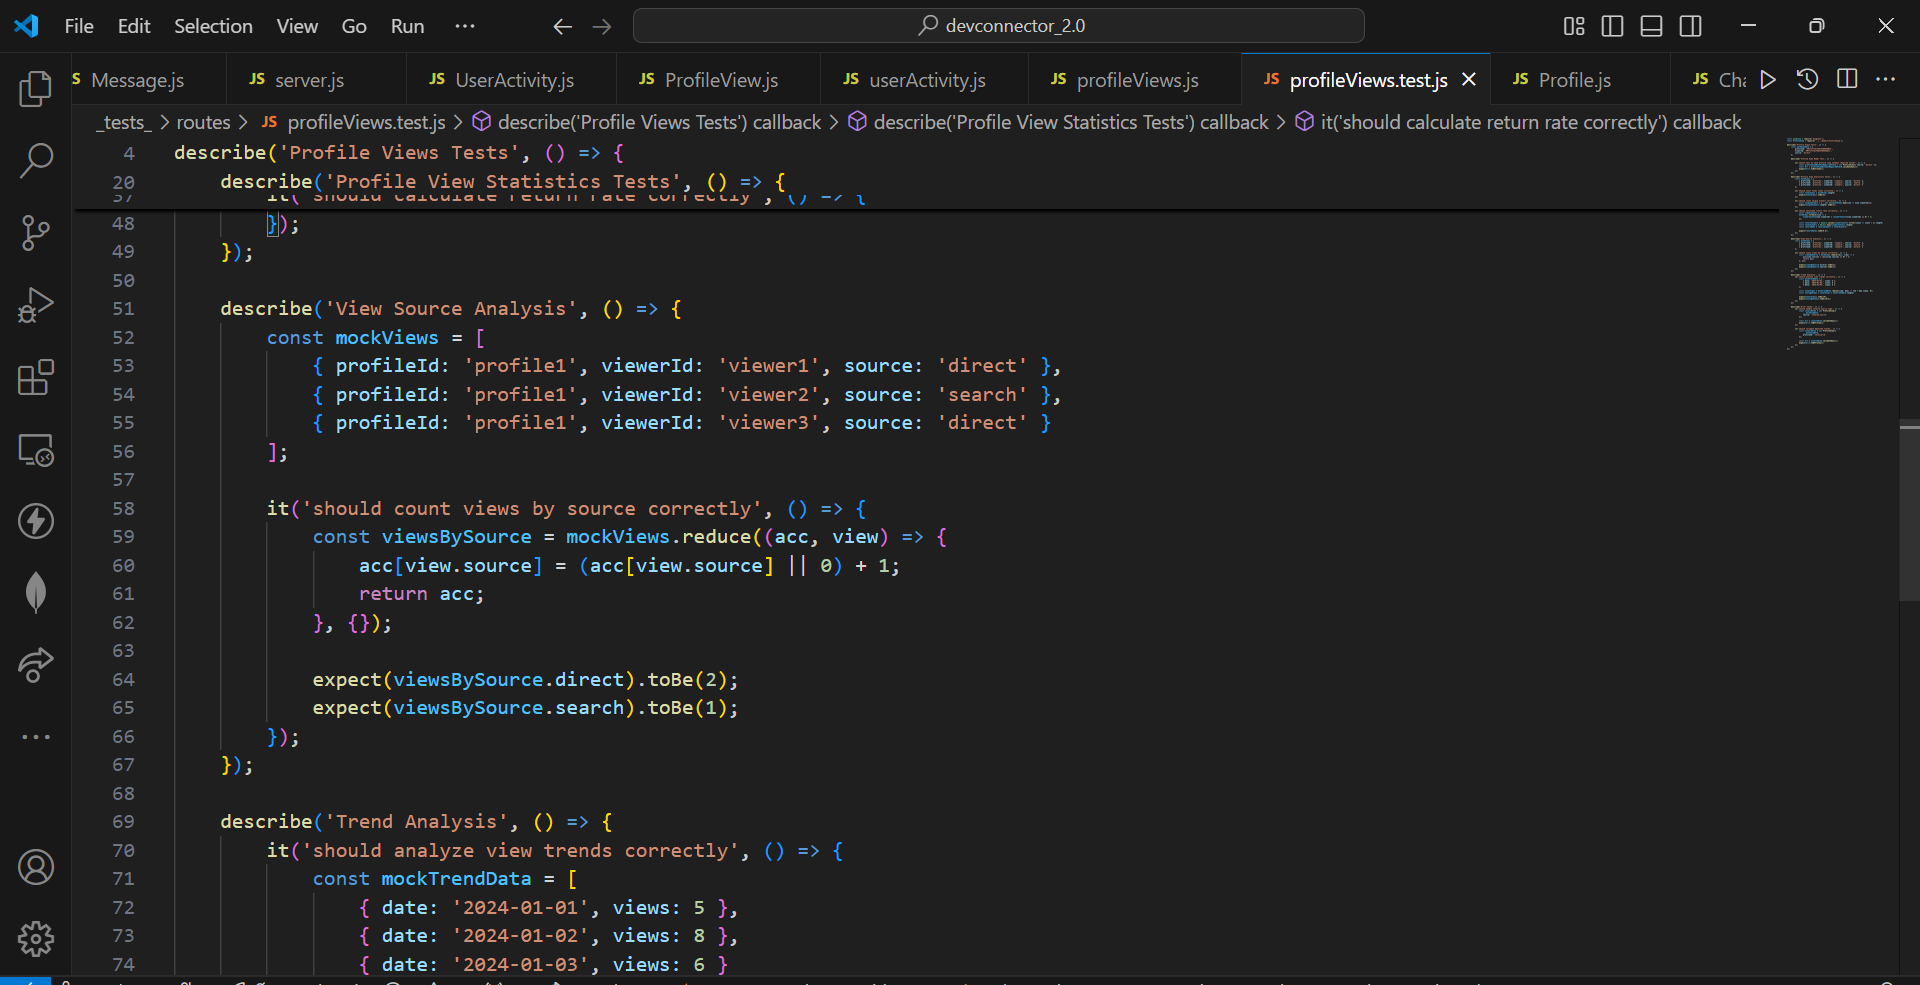 File Edit Selection View Go Run ··· devconnector_2.0
JS Message.js JS server.js JS UserActivity.js JS ProfileView.js JS userActivity.js JS profileViews.js JS profileViews.test.js JS Profile.js JS Cha
_tests_ > routes > JS profileViews.test.js > describe('Profile Views Tests') callback > describe('Profile View Statistics Tests') callback > it('should calculate return rate correctly') callback
4 describe('Profile Views Tests', () => {
20 describe('Profile View Statistics Tests', () => {
37 it('should calculate return rate correctly', () => {
48 });
49 });
50
51 describe('View Source Analysis', () => {
52 const mockViews = [
53 { profileId: 'profile1', viewerId: 'viewer1', source: 'direct' },
54 { profileId: 'profile1', viewerId: 'viewer2', source: 'search' },
55 { profileId: 'profile1', viewerId: 'viewer3', source: 'direct' }
56 ];
57
58 it('should count views by source correctly', () => {
59 const viewsBySource = mockViews.reduce((acc, view) => {
60 acc[view.source] = (acc[view.source] || 0) + 1;
61 return acc;
62 }, {});
63
64 expect(viewsBySource.direct).toBe(2);
65 expect(viewsBySource.search).toBe(1);
66 });
67 });
68
69 describe('Trend Analysis', () => {
70 it('should analyze view trends correctly', () => {
71 const mockTrendData = [
72 { date: '2024-01-01', views: 5 },
73 { date: '2024-01-02', views: 8 },
74 { date: '2024-01-03', views: 6 }